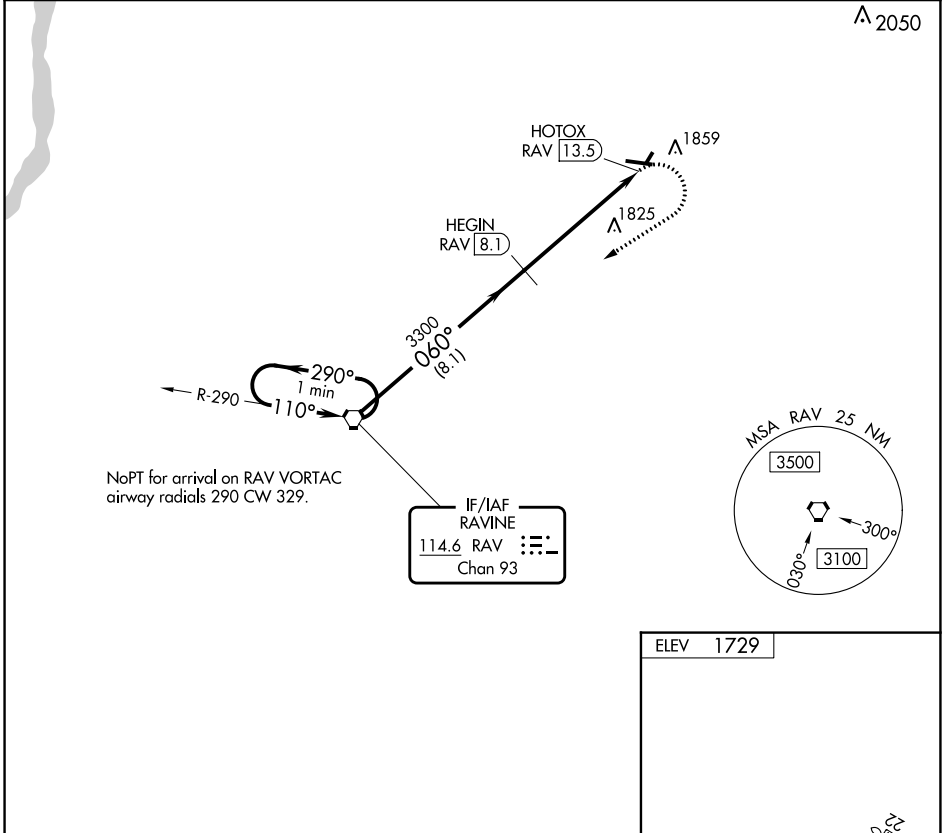 2050
HOTOX
RAV 13.5
1859
1825
HEGIN
RAV 8.1
3300
060°
(8.1)
290°
1 min
R-290
110°
NoPT for arrival on RAV VORTAC
airway radials 290 CW 329.
IF/IAF
RAVINE
114.6 RAV
Chan 93
MSA RAV 25 NM
3500
300°
030°
3100
ELEV 1729
22